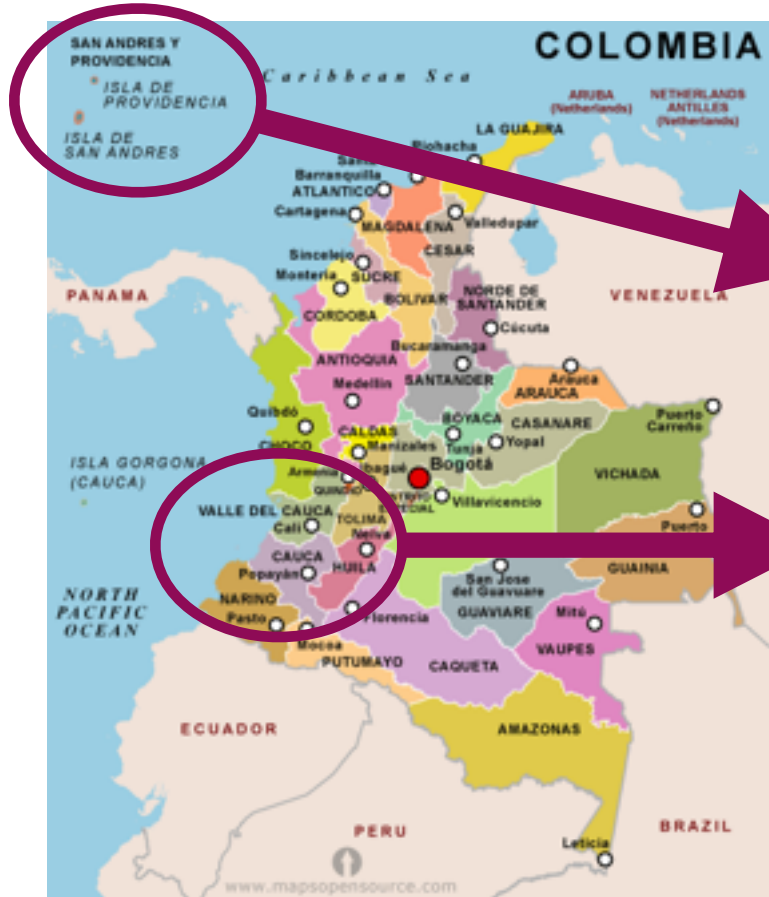 SAN ANDRES Y
PROVIDENCIA
ISLA DE
PROVIDENCIA
ISLA DE
SAN ANDRES
COLOMBIA
Caribbean Sea
ARUBA
(Netherlands)
NETHERLANDS
ANTILLES
(Netherlands)
LA GUAJIRA
Riohacha
Barranquilla
ATLANTICO
Cartagena
MAGDALENA
Valledupar
CESAR
Sincelejo
SUCRE
Monteria
BOLIVAR
CORDOBA
NORDE DE
SANTANDER
Cúcuta
PANAMA
VENEZUELA
ANTIOQUIA
Bucaramanga
SANTANDER
Medellin
Arauca
ARAUCA
BOYACA
CASANARE
Puerto
Carreño
Quibdó
CHOCO
CALDAS
Manizales
Tunja
Yopal
ISLA GORGONA
(CAUCA)
Armenia
Ibagué
Bogotá
QUINDIO
VICHADA
ESPECIAL
Villavicencio
VALLE DEL CAUCA
Cali
TOLIMA
Neiva
Puerto
CAUCA
Popayán
HUILA
GUAINIA
San Jose
del Guavuare
GUAVIARE
NORTH
PACIFIC
OCEAN
NARINO
Pasto
Florencia
Mitú
VAUPES
Mocoa
PUTUMAYO
CAQUETA
ECUADOR
AMAZONAS
PERU
BRAZIL
Leticia
www.mapsopensource.com